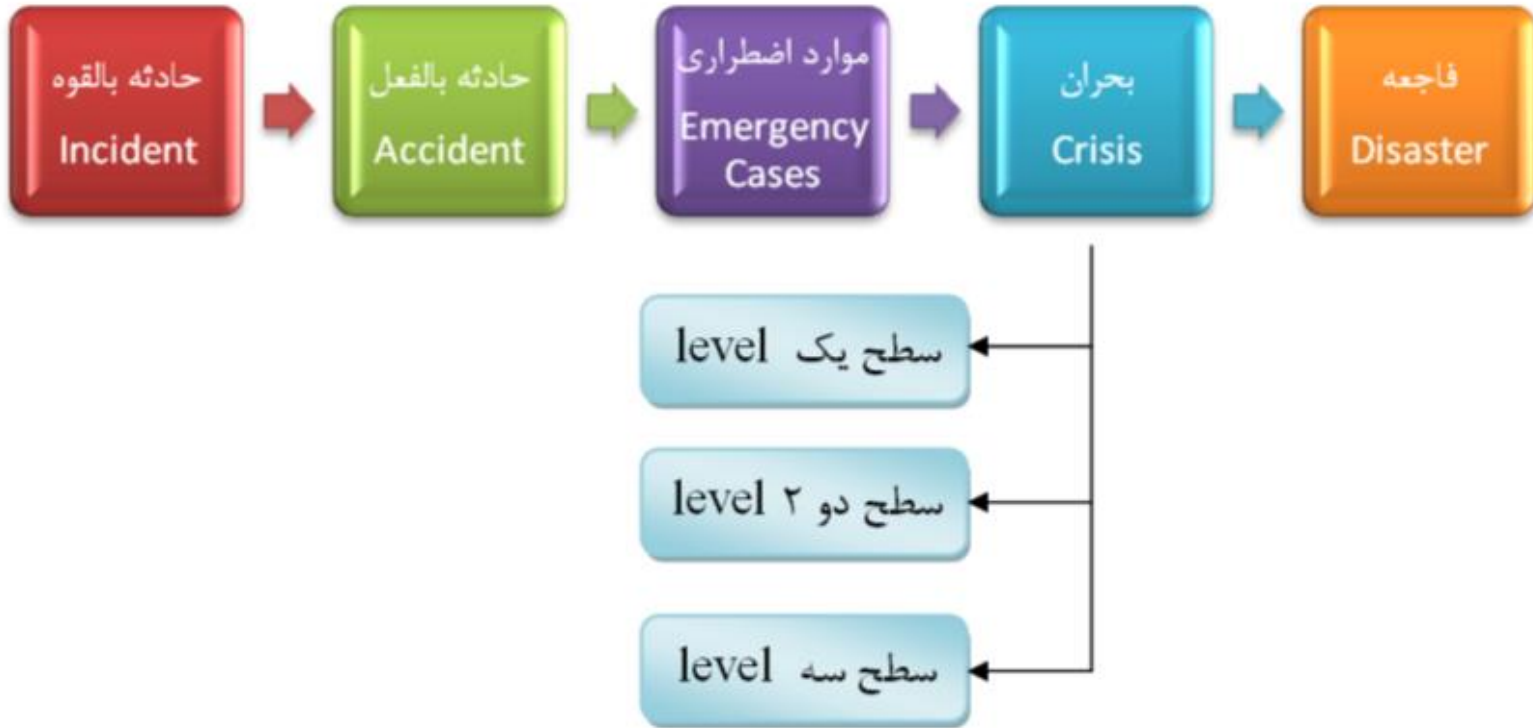 حادثه بالقوه
Incident
حادثه بالفعل
Accident
موارد اضطراری
Emergency
Cases
بحران
Crisis
فاجعه
Disaster
سطح یک level
سطح دو ۲ level
سطح سه level